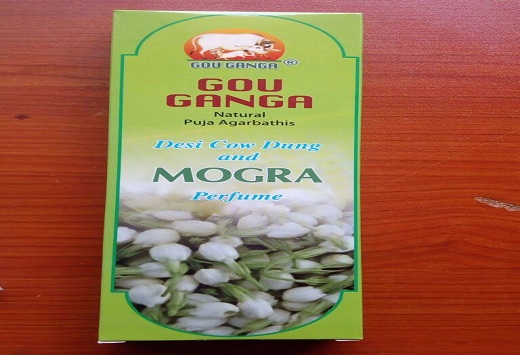 GOU GANGA ®
GOU
GANGA
Natural
Puja Agarbathis
Desi Cow Dung
and
MOGRA
Perfume